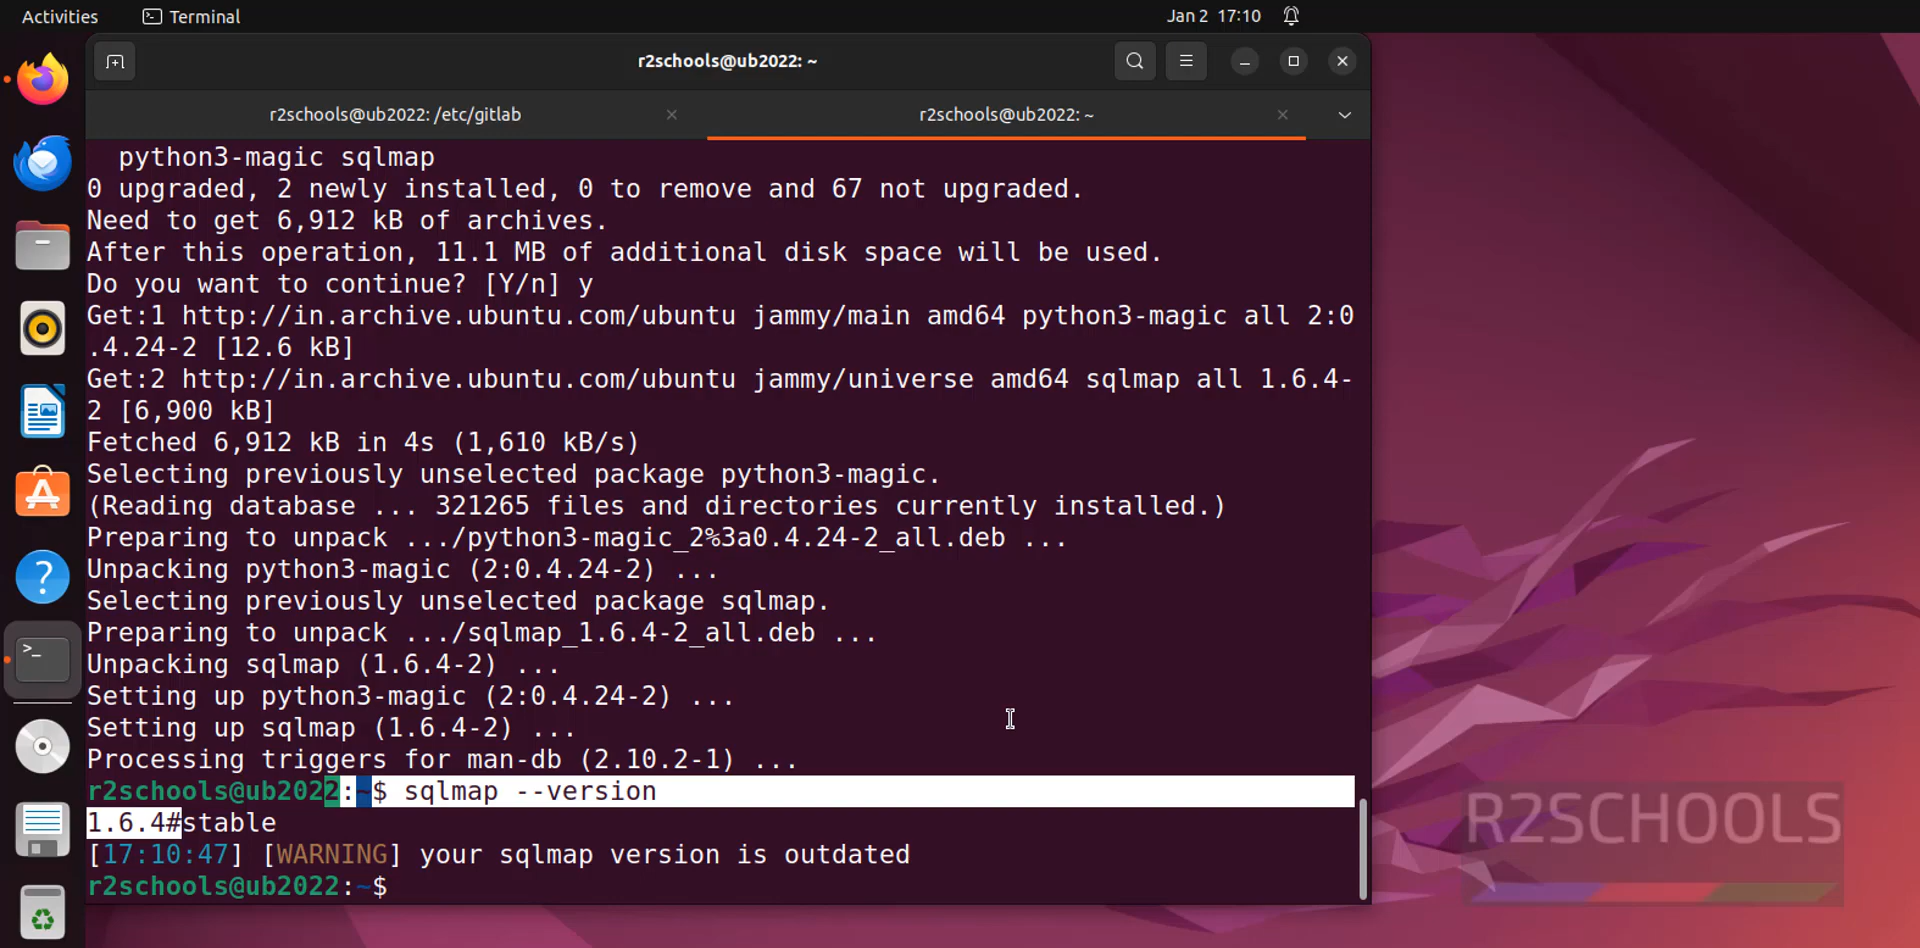 Activities Terminal Jan 2 17:10
r2schools@ub2022: ~
r2schools@ub2022: /etc/gitlab r2schools@ub2022: ~
python3-magic sqlmap
0 upgraded, 2 newly installed, 0 to remove and 67 not upgraded.
Need to get 6,912 kB of archives.
After this operation, 11.1 MB of additional disk space will be used.
Do you want to continue? [Y/n] y
Get:1 http://in.archive.ubuntu.com/ubuntu jammy/main amd64 python3-magic all 2:0
.4.24-2 [12.6 kB]
Get:2 http://in.archive.ubuntu.com/ubuntu jammy/universe amd64 sqlmap all 1.6.4-
2 [6,900 kB]
Fetched 6,912 kB in 4s (1,610 kB/s)
Selecting previously unselected package python3-magic.
(Reading database ... 321265 files and directories currently installed.)
Preparing to unpack .../python3-magic_2%3a0.4.24-2_all.deb ...
Unpacking python3-magic (2:0.4.24-2) ...
Selecting previously unselected package sqlmap.
Preparing to unpack .../sqlmap_1.6.4-2_all.deb ...
Unpacking sqlmap (1.6.4-2) ...
Setting up python3-magic (2:0.4.24-2) ...
Setting up sqlmap (1.6.4-2) ...
Processing triggers for man-db (2.10.2-1) ...
r2schools@ub2022:~$ sqlmap --version
1.6.4#stable
[17:10:47] [WARNING] your sqlmap version is outdated
r2schools@ub2022:~$
R2SCHOOLS